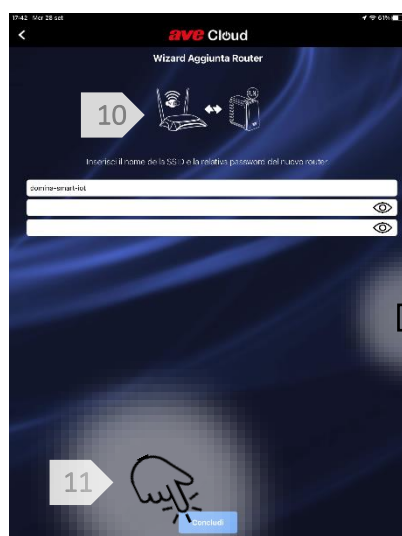 17:42 Mer 28 set
61%
ave Cloud
Wizard Aggiunta Router
10
Inserisci il nome della SSID e la relativa password del nuovo router.
domina-smart-iot
11
Concludi